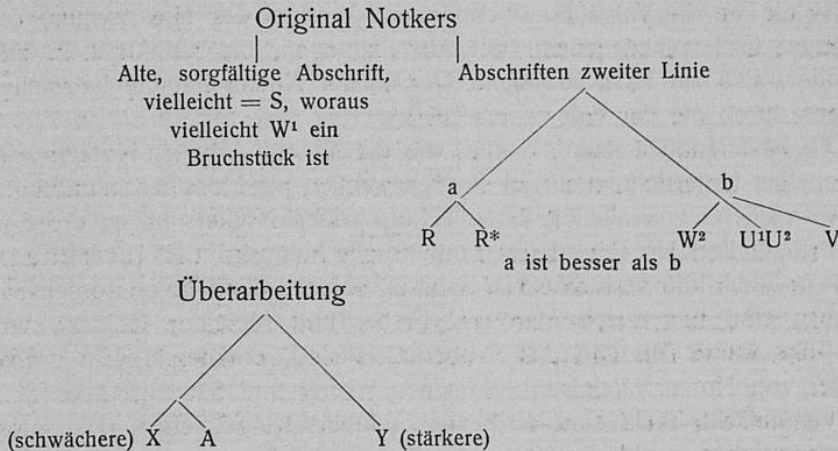 Original Notkers
Alte, sorgfältige Abschrift,
vielleicht = S, woraus
vielleicht W¹ ein
Bruchstück ist
Abschriften zweiter Linie
a
b
R R*
W² U¹U² V
a ist besser als b
Überarbeitung
(schwächere) X A Y (stärkere)